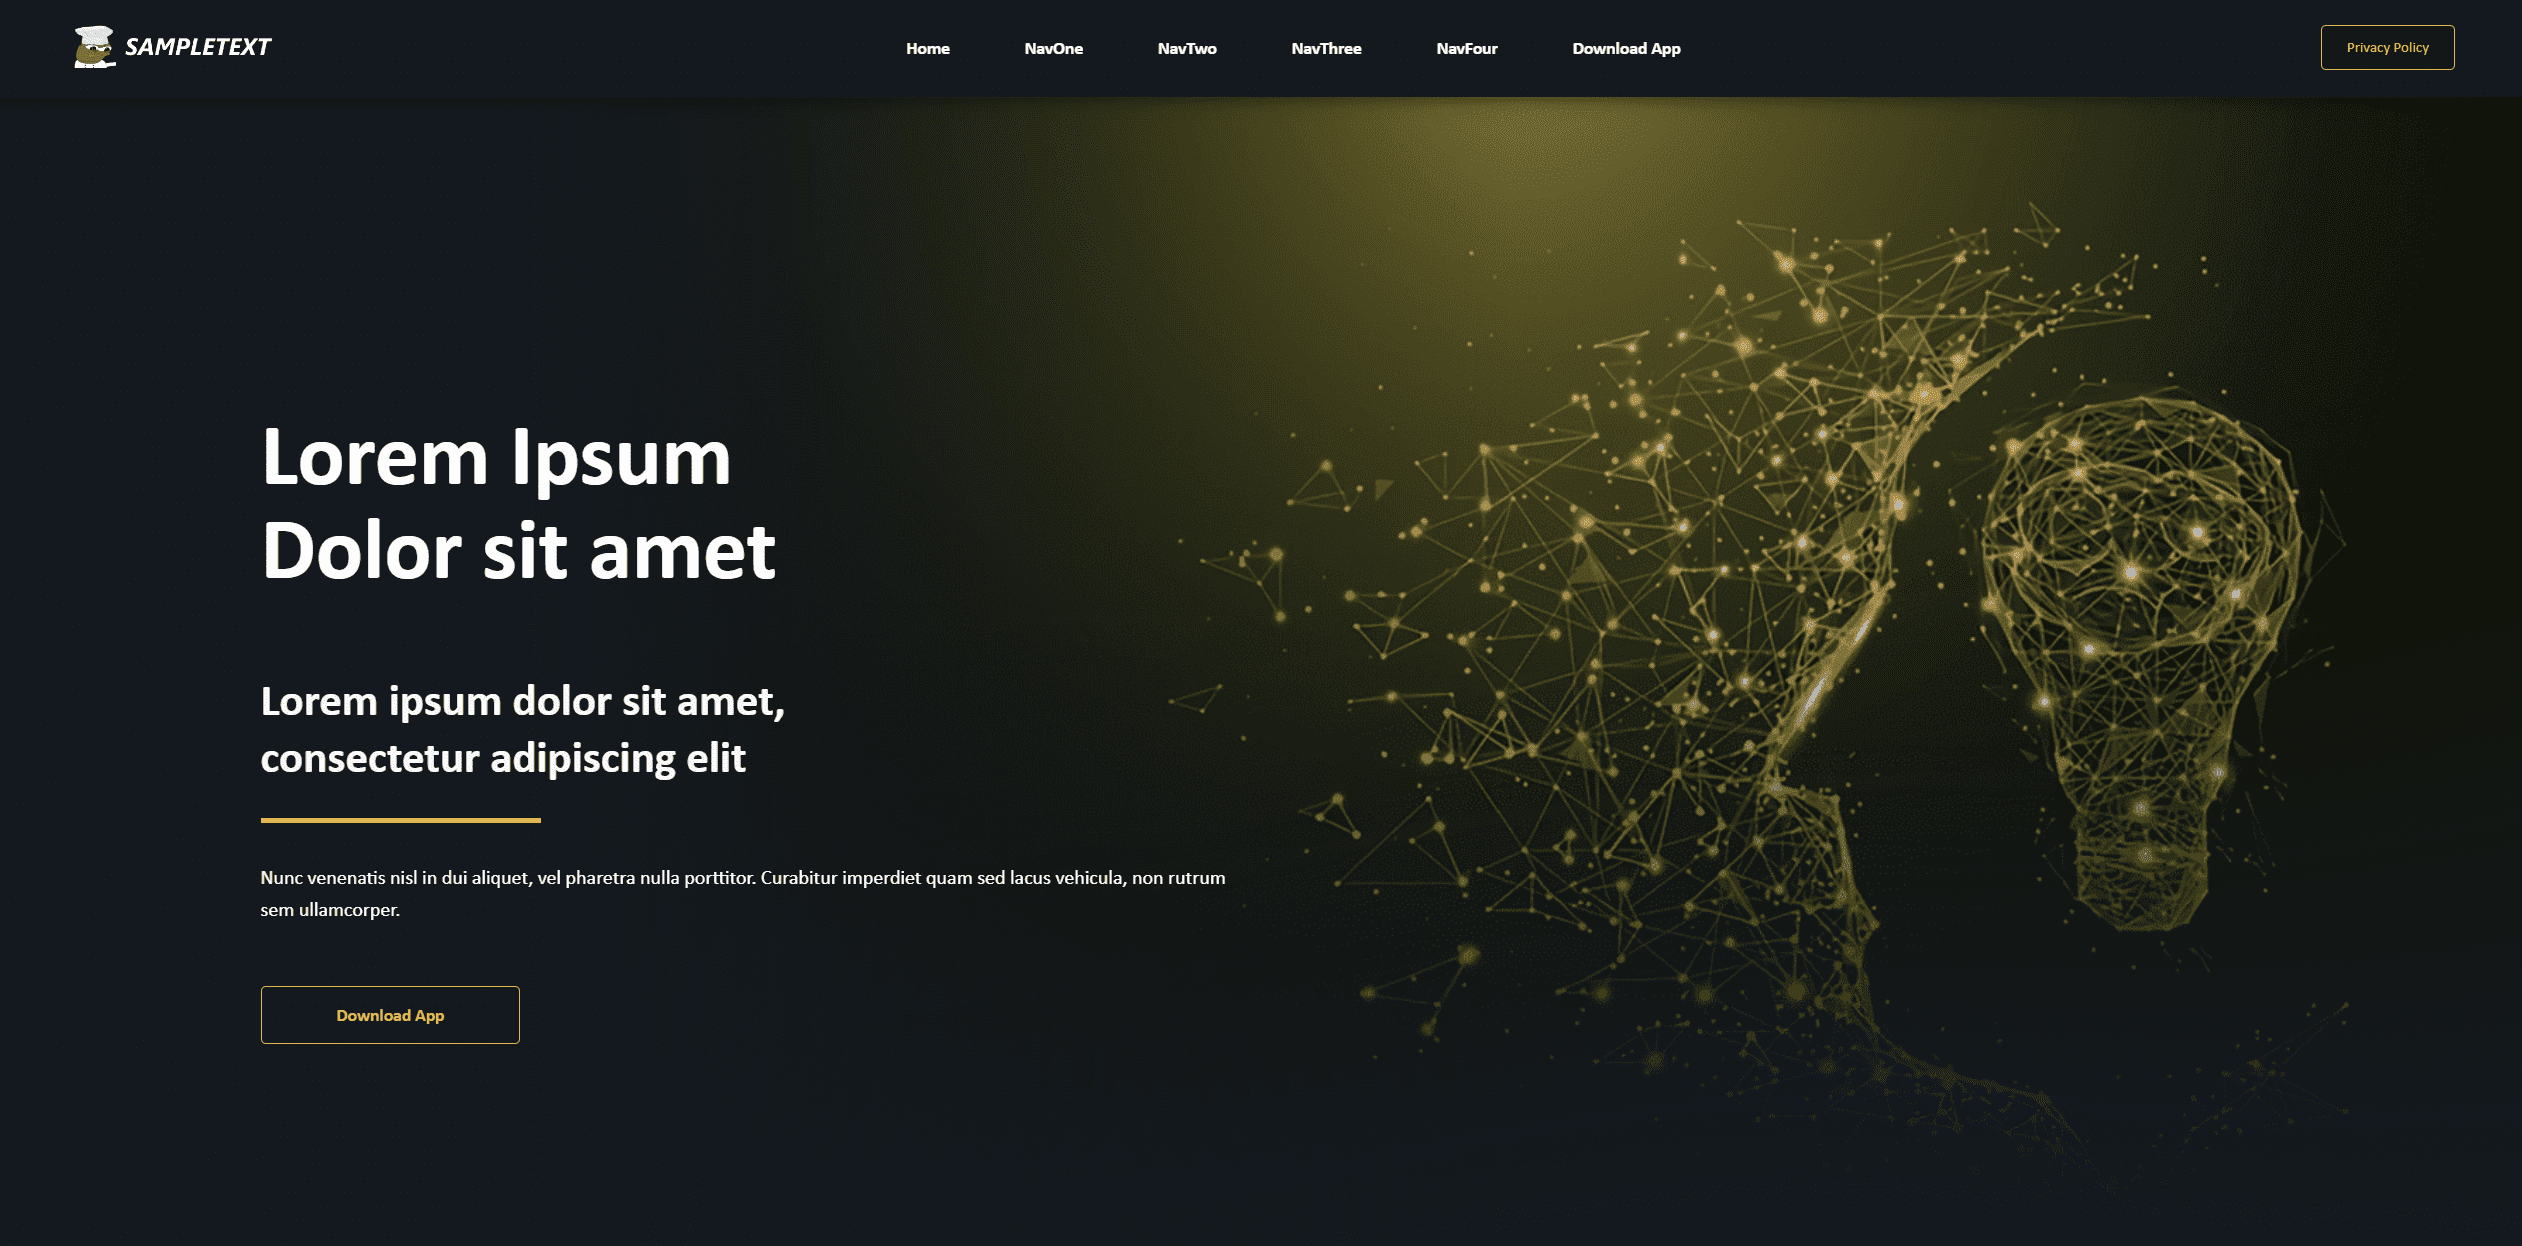 SAMPLETEXT
Home
NavOne
NavTwo
NavThree
NavFour
Download App
Privacy Policy
Lorem Ipsum
Dolor sit amet
Lorem ipsum dolor sit amet,
consectetur adipiscing elit
Nunc venenatis nisl in dui aliquet, vel pharetra nulla porttitor. Curabitur imperdiet quam sed lacus vehicula, non rutrum
sem ullamcorper.
Download App